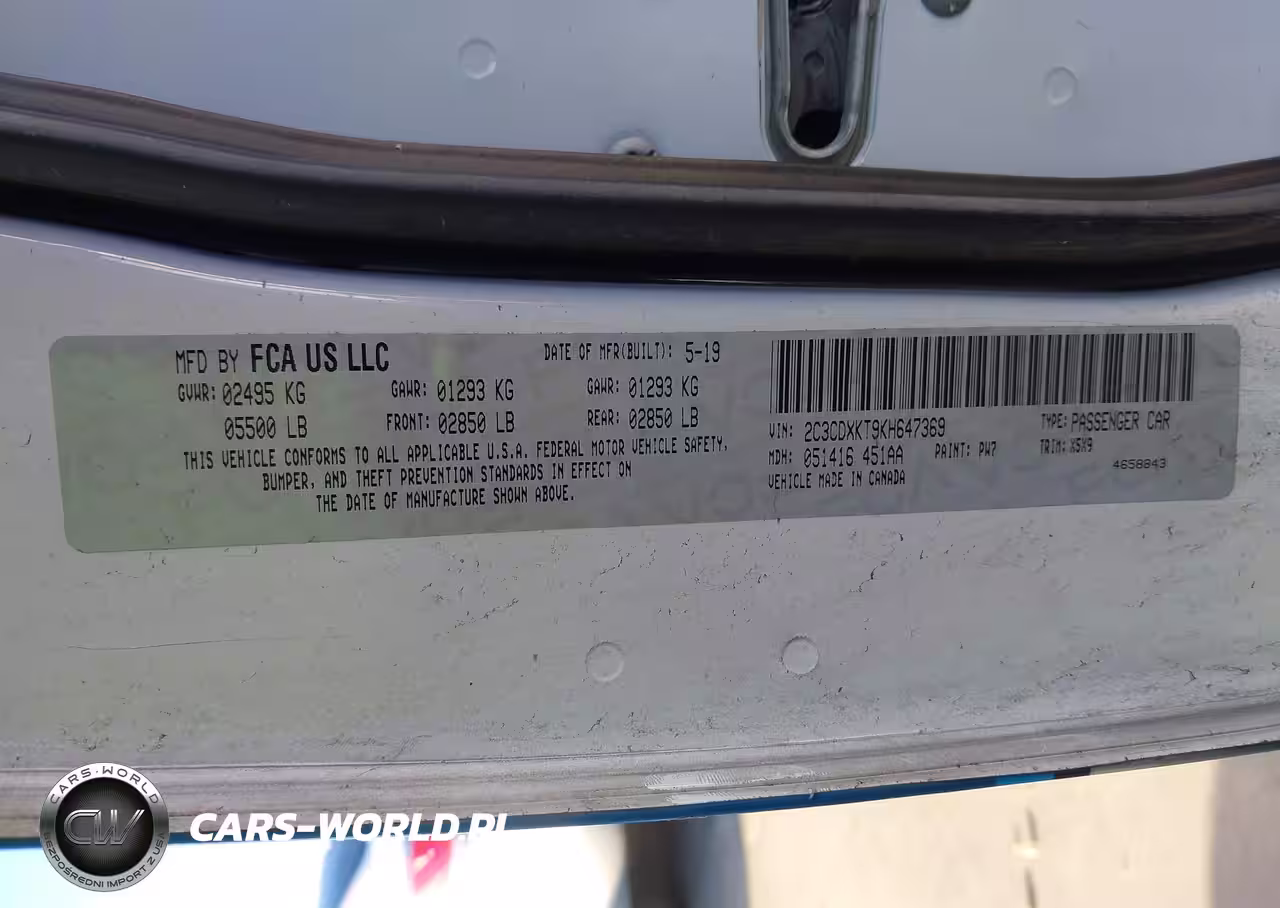 MFD BY FCA US LLC
DATE OF MFR(BUILT): 5-19
GVWR: 02495 KG
GAWR: 01293 KG
GAWR: 01293 KG
05500 LB
FRONT: 02850 LB
REAR: 02850 LB
THIS VEHICLE CONFORMS TO ALL APPLICABLE U.S.A. FEDERAL MOTOR VEHICLE SAFETY,
BUMPER, AND THEFT PREVENTION STANDARDS IN EFFECT ON
THE DATE OF MANUFACTURE SHOWN ABOVE.
VIN: 2C3CDXKT9KH647369
TYPE: PASSENGER CAR
MDH: 051416 451AA
PAINT: PW7
TRIM: X5X9
VEHICLE MADE IN CANADA
4658843
CARS-WORLD
CW
BEZPOŚREDNI IMPORT Z USA
CARS-WORLD.PL